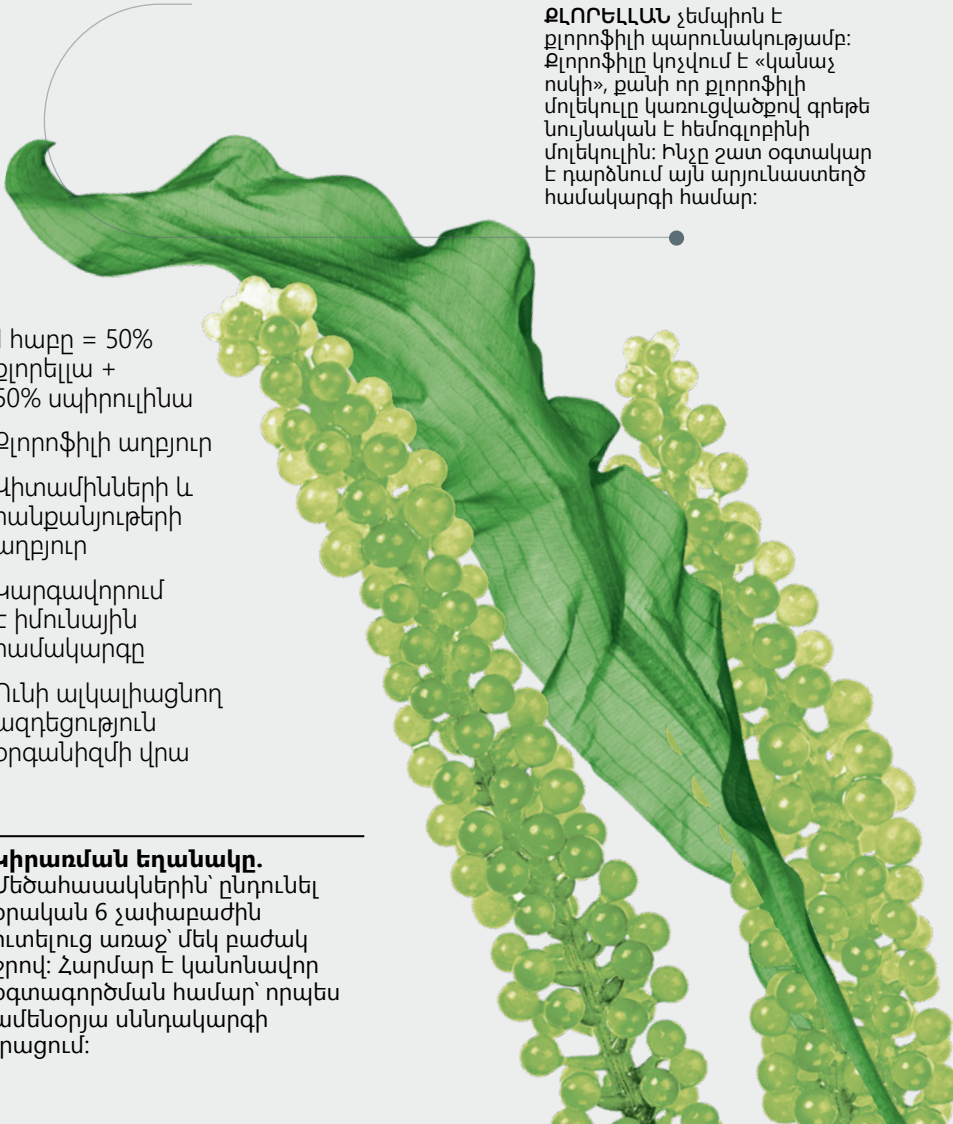 ՔԼՈՐԵԼԼԱՆ չեմպիոն է
քլորոֆիլի պարունակությամբ:
Քլորոֆիլը կոչվում է «կանաչ
ոսկի», քանի որ քլորոֆիլի
մոլեկուլը կառուցվածքով գրեթե
նույնական է հեմոգլոբինի
մոլեկուլին: Ինչը շատ օգտակար
է դարձնում այն արյունաստեղծ
համակարգի համար:
1 հաբը = 50%
քլորելլա +
50% սպիրուլինա
Քլորոֆիլի աղբյուր
Վիտամինների և
հանքանյութերի
աղբյուր
Կարգավորում
է իմունային
համակարգը
Ունի ալկալիացնող
ազդեցություն
օրգանիզմի վրա
Կիրառման եղանակը.
Մեծահասակներին՝ ընդունել
օրական 6 չափաբաժին
ուտելուց առաջ՝ մեկ բաժակ
ջրով: Հարմար է կանոնավոր
օգտագործման համար՝ որպես
ամենօրյա սննդակարգի
լրացում: